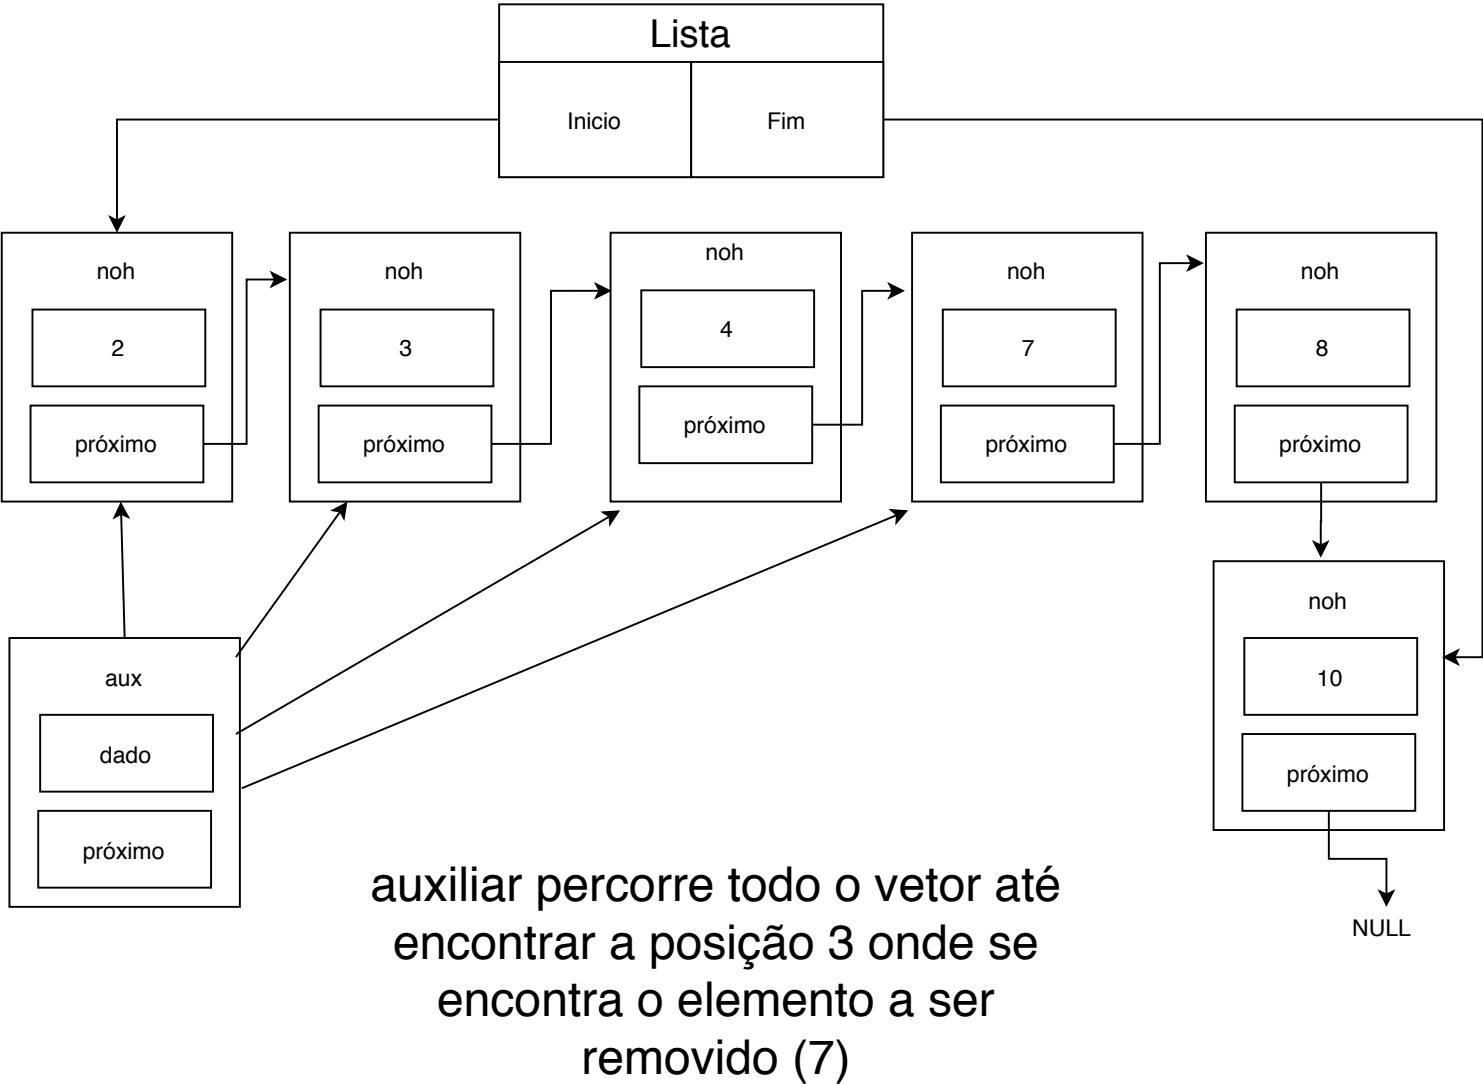 Lista
Inicio
Fim
noh
2
próximo
noh
3
próximo
noh
4
próximo
noh
7
próximo
noh
8
próximo
noh
10
próximo
NULL
aux
dado
próximo
auxiliar percorre todo o vetor até
encontrar a posição 3 onde se
encontra o elemento a ser
removido (7)